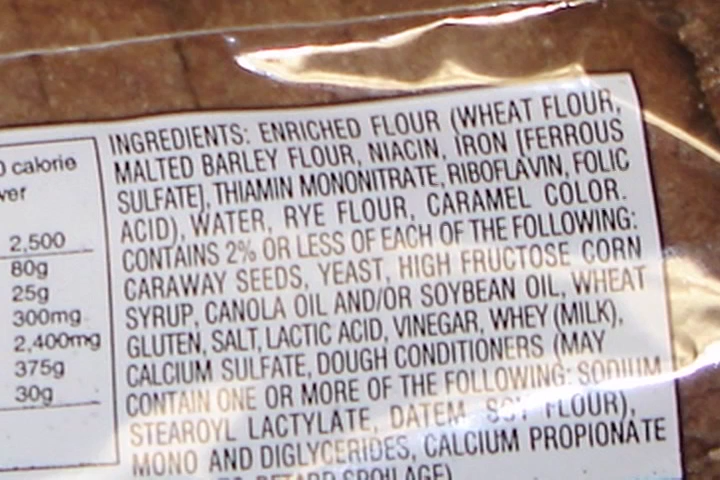 0 calorie
ver
2,500
80g
25g
300mg
2,400mg
375g
30g
INGREDIENTS: ENRICHED FLOUR (WHEAT FLOUR,
MALTED BARLEY FLOUR, NIACIN, IRON [FERROUS
SULFATE], THIAMIN MONONITRATE, RIBOFLAVIN, FOLIC
ACID), WATER, RYE FLOUR, CARAMEL COLOR.
CONTAINS 2% OR LESS OF EACH OF THE FOLLOWING:
CARAWAY SEEDS, YEAST, HIGH FRUCTOSE CORN
SYRUP, CANOLA OIL AND/OR SOYBEAN OIL, WHEAT
GLUTEN, SALT, LACTIC ACID, VINEGAR, WHEY (MILK),
CALCIUM SULFATE, DOUGH CONDITIONERS (MAY
CONTAIN ONE OR MORE OF THE FOLLOWING: SODIUM
STEAROYL LACTYLATE, DATEM SOY FLOUR),
MONO AND DIGLYCERIDES, CALCIUM PROPIONATE
TO RETARD SPOILAGE)